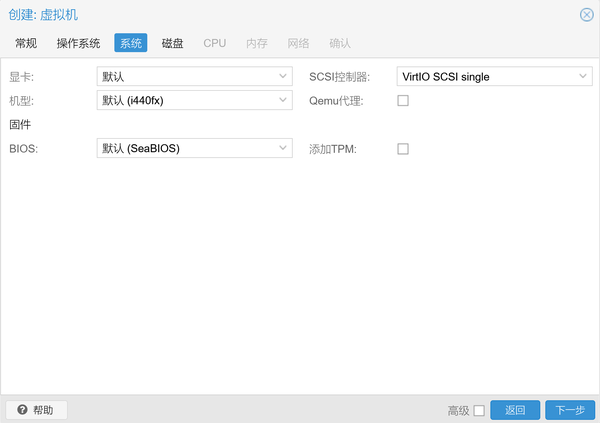 创建: 虚拟机
常规 操作系统 系统 磁盘 CPU 内存 网络 确认
显卡: 默认 SCSI控制器: VirtIO SCSI single
机型: 默认 (i440fx) Qemu代理:
固件
BIOS: 默认 (SeaBIOS) 添加TPM:
帮助 高级 返回 下一步